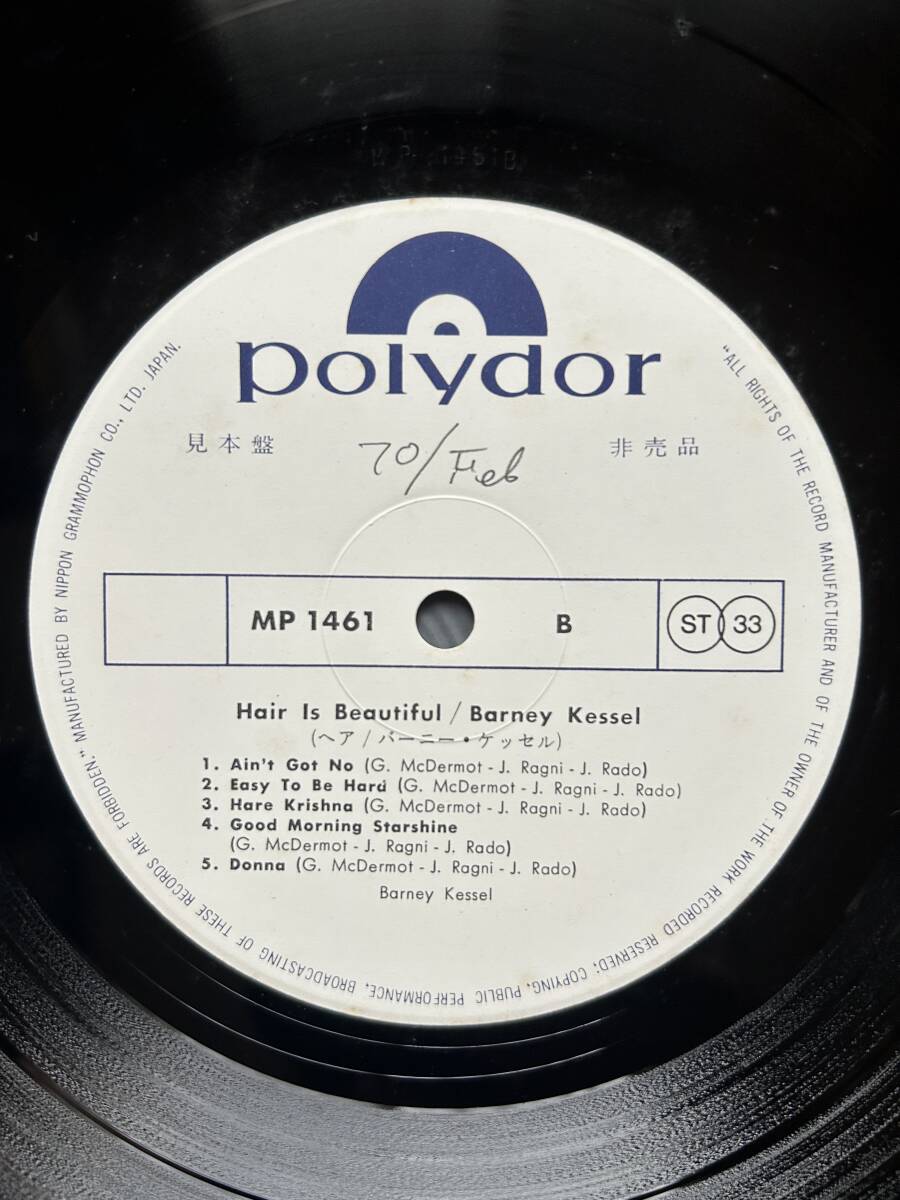 MP 1461B
polydor
見本盤 70/Feb 非売品
MP 1461 B ST 33
Hair Is Beautiful / Barney Kessel
(ヘア / バーニー・ケッセル)
1. Ain't Got No (G. McDermot - J. Ragni - J. Rado)
2. Easy To Be Hard (G. McDermot - J. Ragni - J. Rado)
3. Hare Krishna (G. McDermot - J. Ragni - J. Rado)
4. Good Morning Starshine
(G. McDermot - J. Ragni - J. Rado)
5. Donna (G. McDermot - J. Ragni - J. Rado)
Barney Kessel
"ALL RIGHTS OF THE RECORD MANUFACTURER AND OF THE OWNER OF THE WORK RECORDED RESERVED; COPYING, PUBLIC PERFORMANCE, BROADCASTING OF THESE RECORDS ARE FORBIDDEN." MANUFACTURED BY NIPPON GRAMMOPHON CO., LTD. JAPAN.